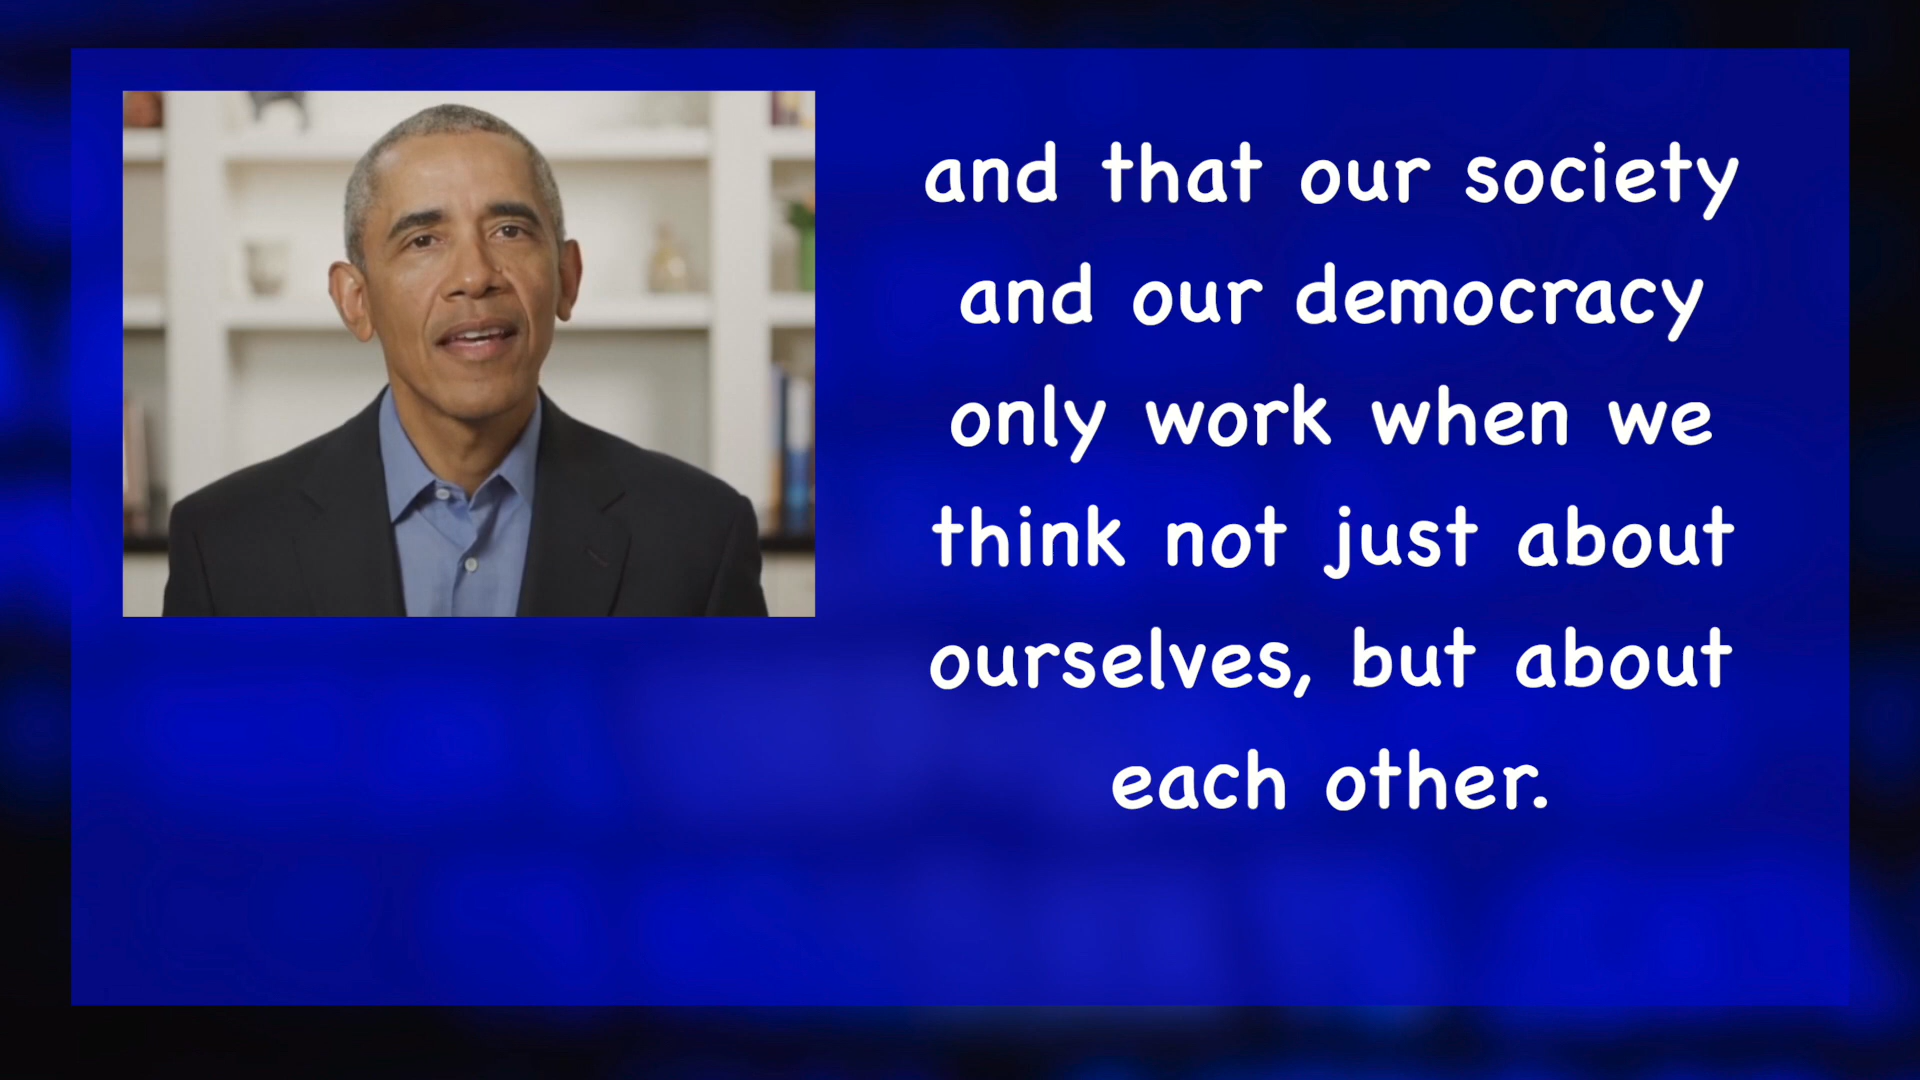 and that our society
and our democracy
only work when we
think not just about
ourselves, but about
each other.